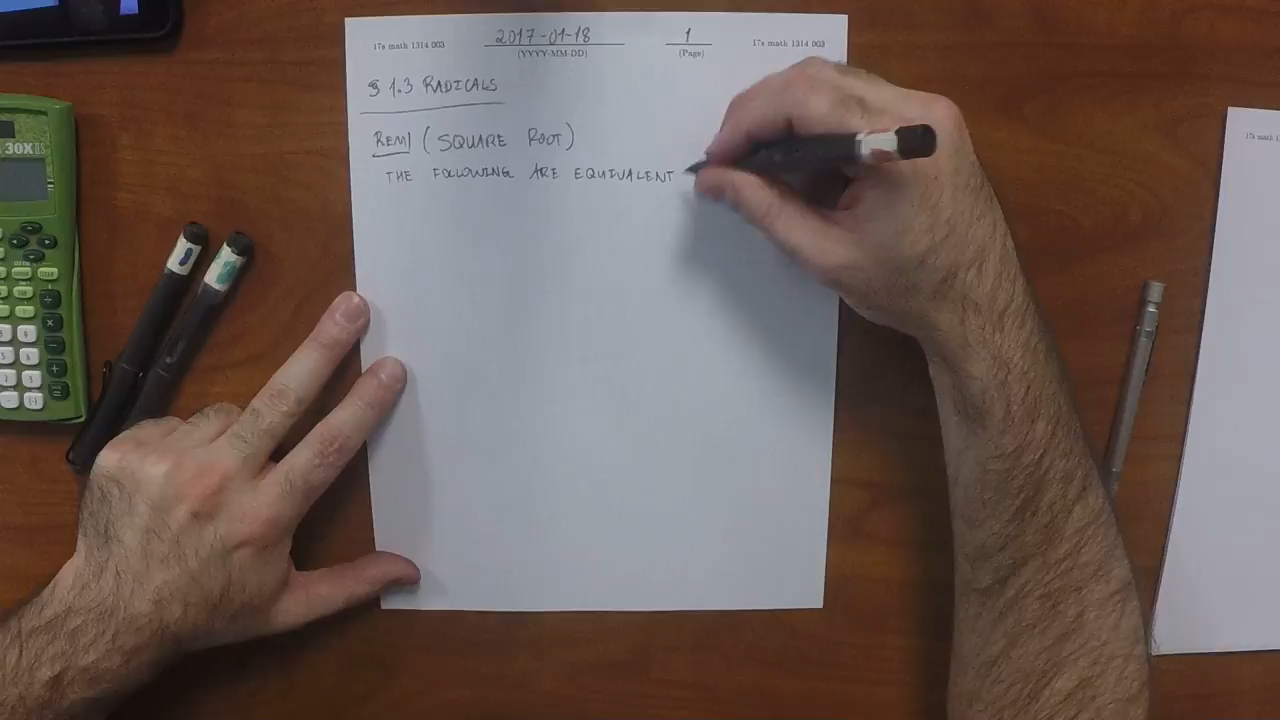 17s math 1314 003 2017-01-18 1 17s math 1314 003
(YYYY-MM-DD) (Page)
§ 1.3 RADICALS
REM (SQUARE ROOT)
THE FOLLOWING ARE EQUIVALENT
30X IIS